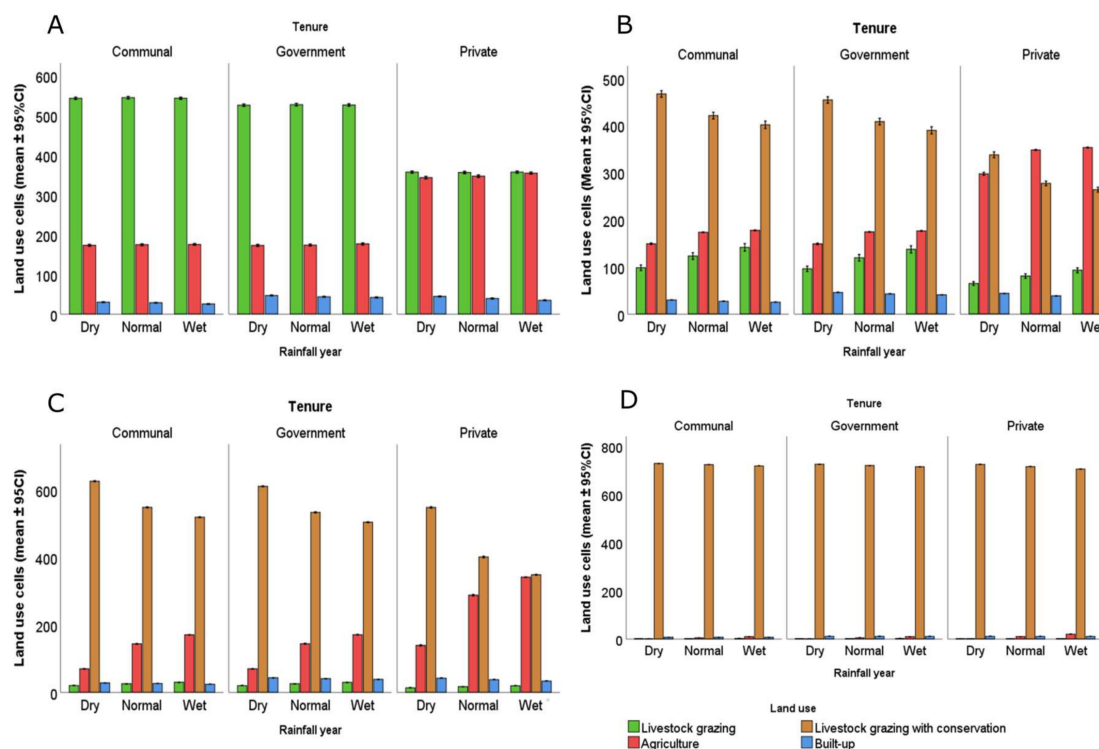 A
Tenure
Communal Government Private
Land use cells (mean ± 95%CI)
600
500
400
300
200
100
0
Dry Normal Wet Dry Normal Wet Dry Normal Wet
Rainfall year
B
Tenure
Communal Government Private
Land use cells (Mean ± 95%CI)
500
400
300
200
100
0
Dry Normal Wet Dry Normal Wet Dry Normal We
Rainfall year
C
Tenure
Communal Government Private
Land use cells (mean ± 95CI)
600
400
200
0
Dry Normal Wet Dry Normal Wet Dry Normal Wet
Rainfall year
D
Tenure
Communal Government Private
Land use cells (mean ± 95%CI)
800
600
400
200
0
Dry Normal Wet Dry Normal Wet Dry Normal Wet
Rainfall year
Land use
Livestock grazing Livestock grazing with conservation
Agriculture Built-up